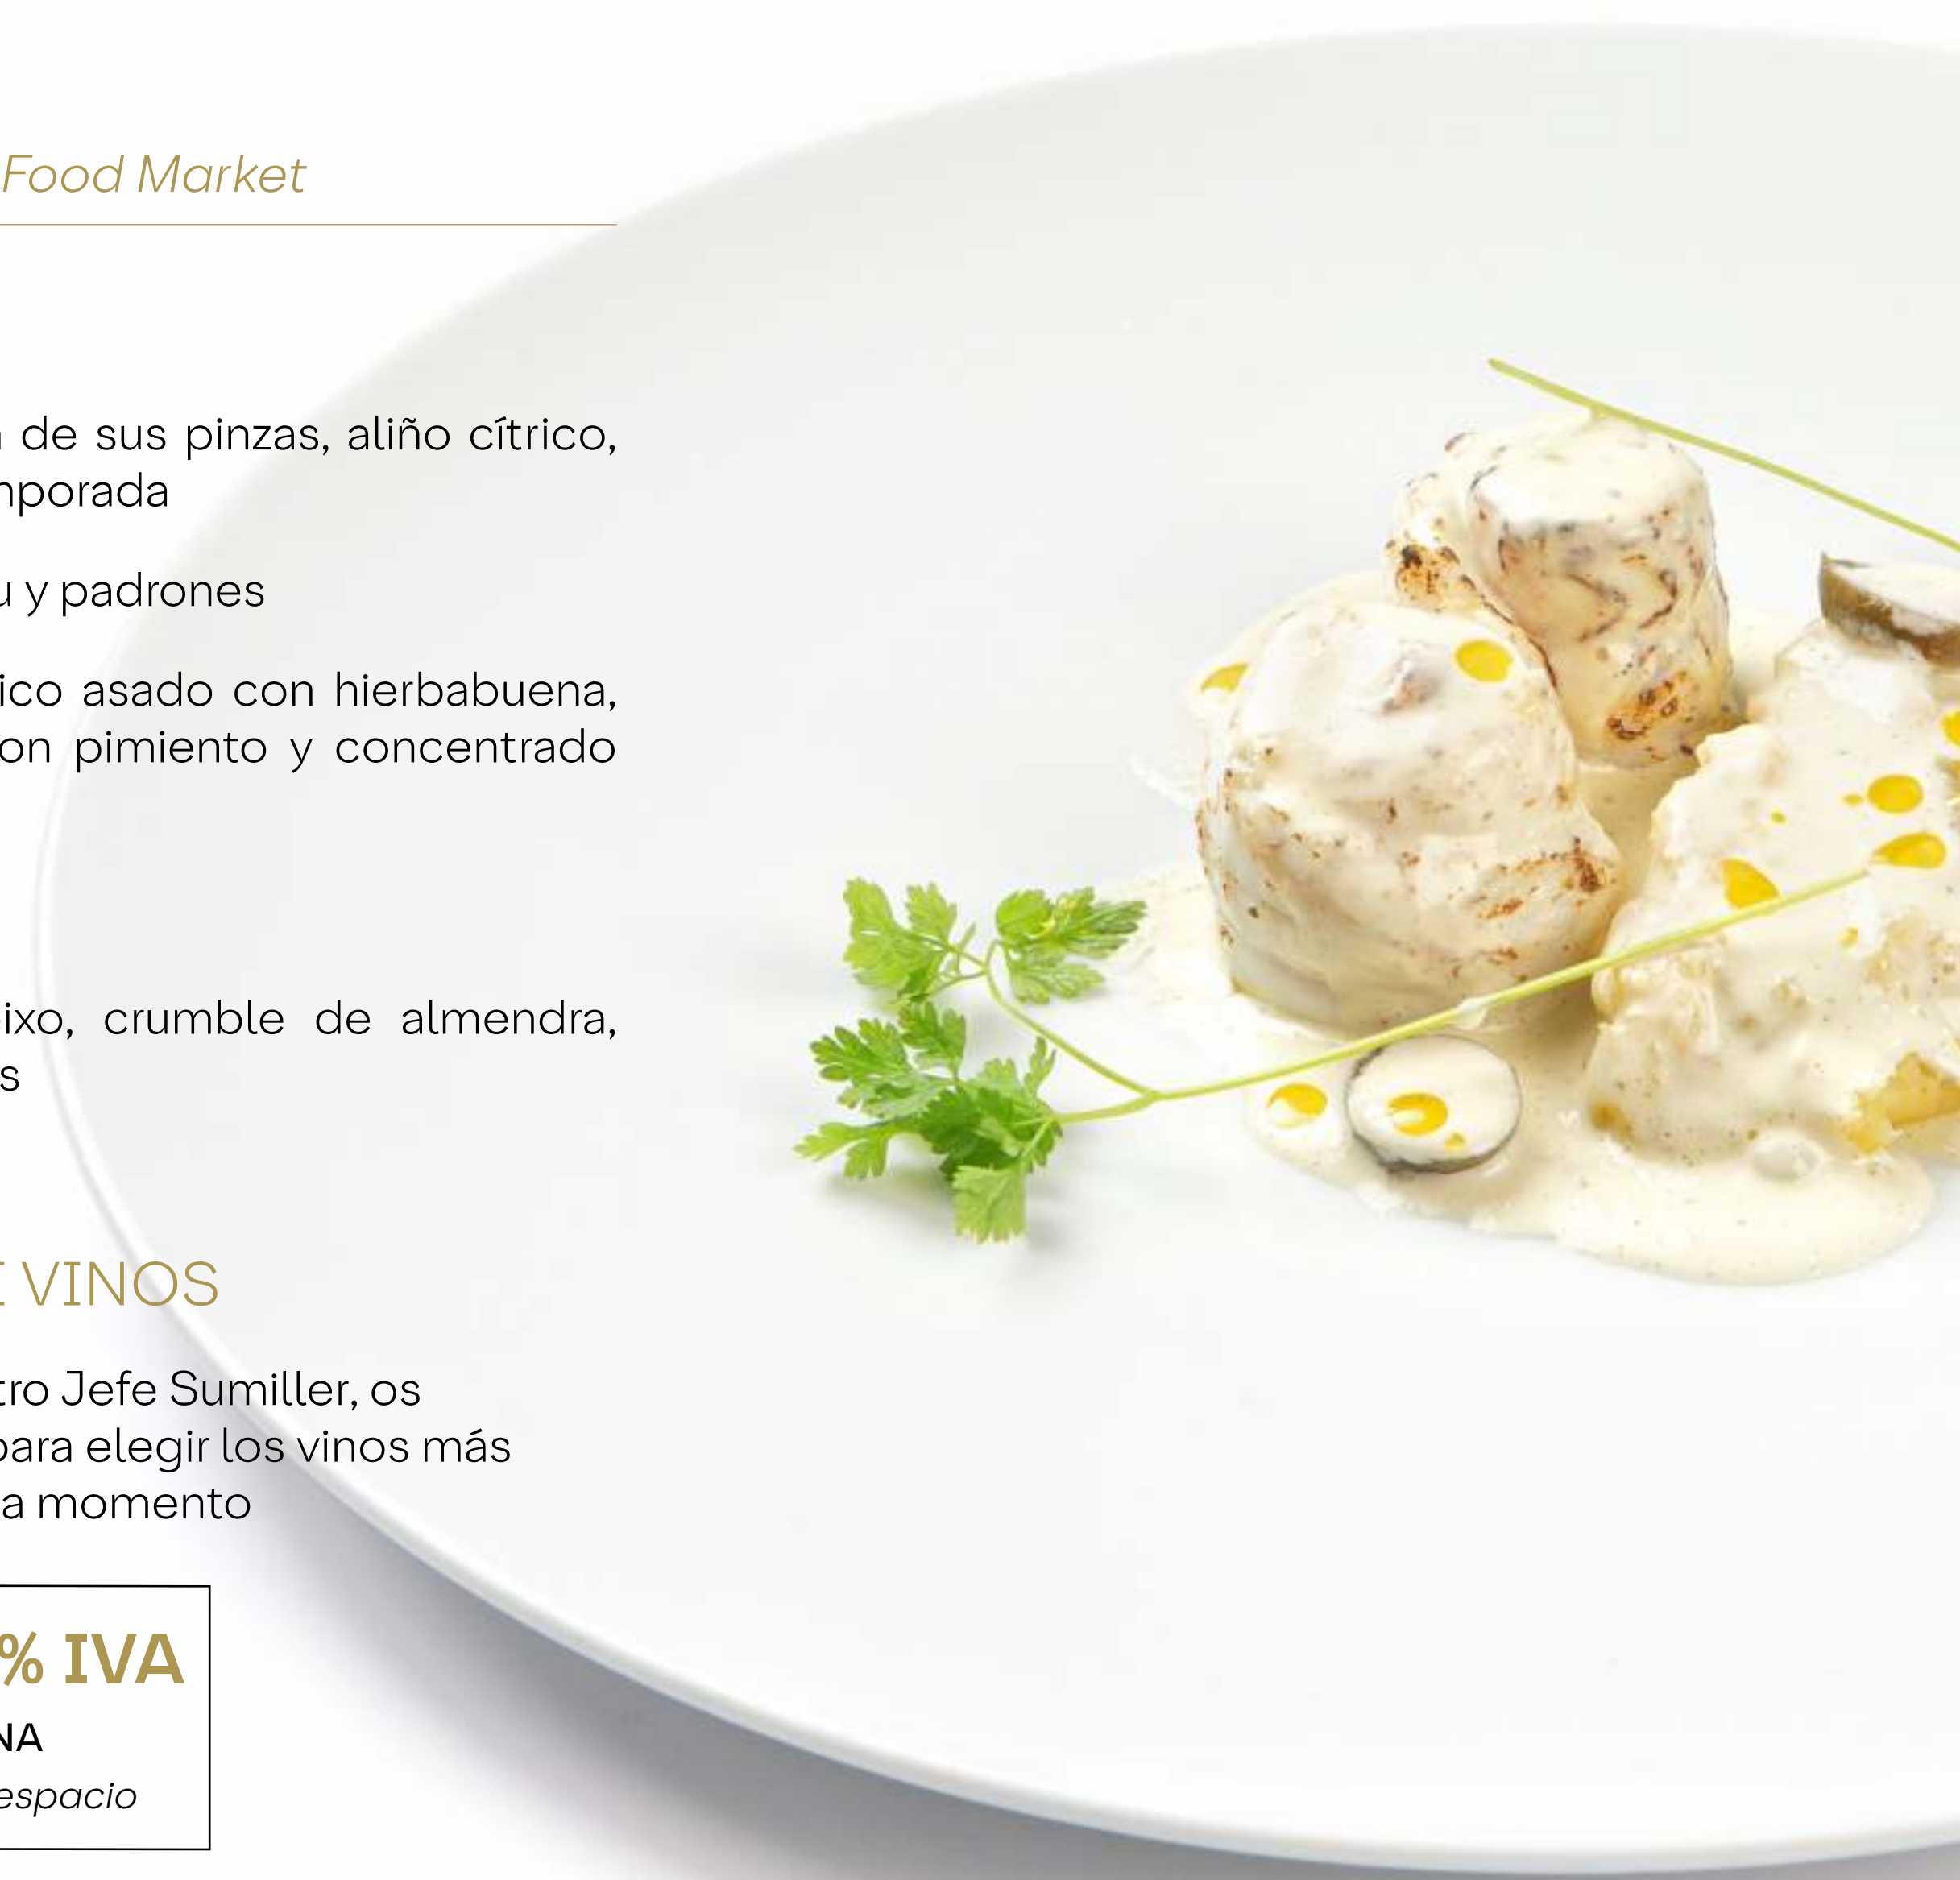 Food Market
de sus pinzas, aliño cítrico,
mporada
u y padrones
ico asado con hierbabuena,
on pimiento y concentrado
ixo, crumble de almendra,
s
VINOS
tro Jefe Sumiller, os
para elegir los vinos más
a momento
% IVA
NA
espacio